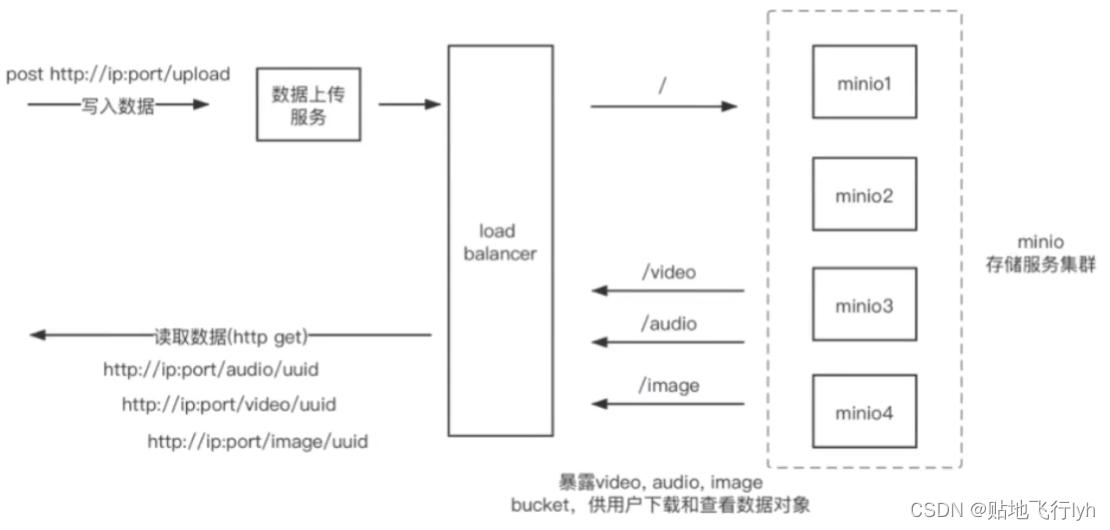 post http://ip:port/upload
写入数据
数据上传
服务
load
balancer
/
minio1
minio2
minio3
minio4
minio
存储服务集群
/video
/audio
/image
读取数据(http get)
http://ip:port/audio/uuid
http://ip:port/video/uuid
http://ip:port/image/uuid
暴露video, audio, image
bucket，供用户下载和查看数据对象
CSDN @贴地飞行lyh